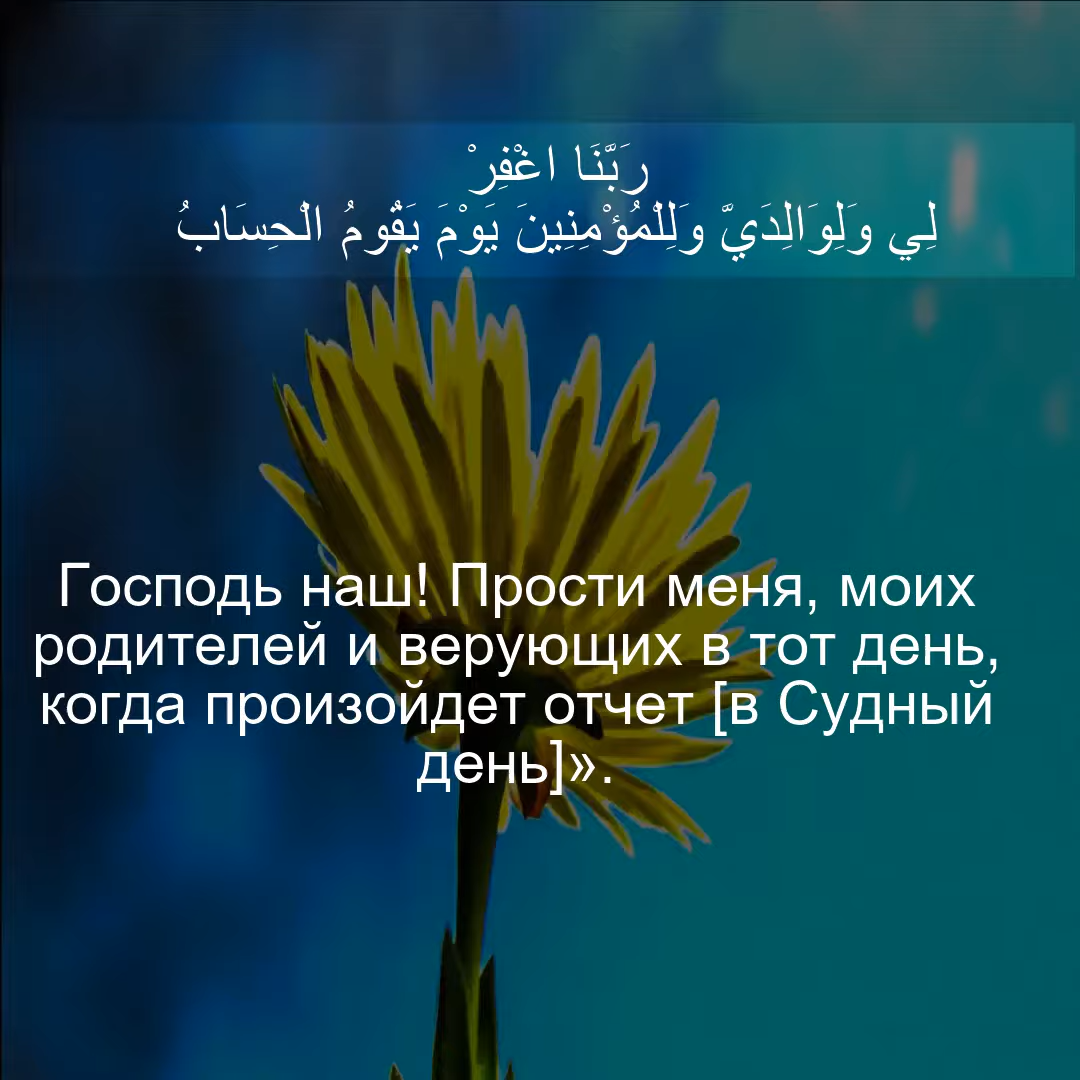 رَبَّنَا اغْفِرْ
لِي وَلِوَالِدَيَّ وَلِلْمُؤْمِنِينَ يَوْمَ يَقُومُ الْحِسَابُ
Господь наш! Прости меня, моих
родителей и верующих в тот день,
когда произойдет отчет [в Судный
день]».